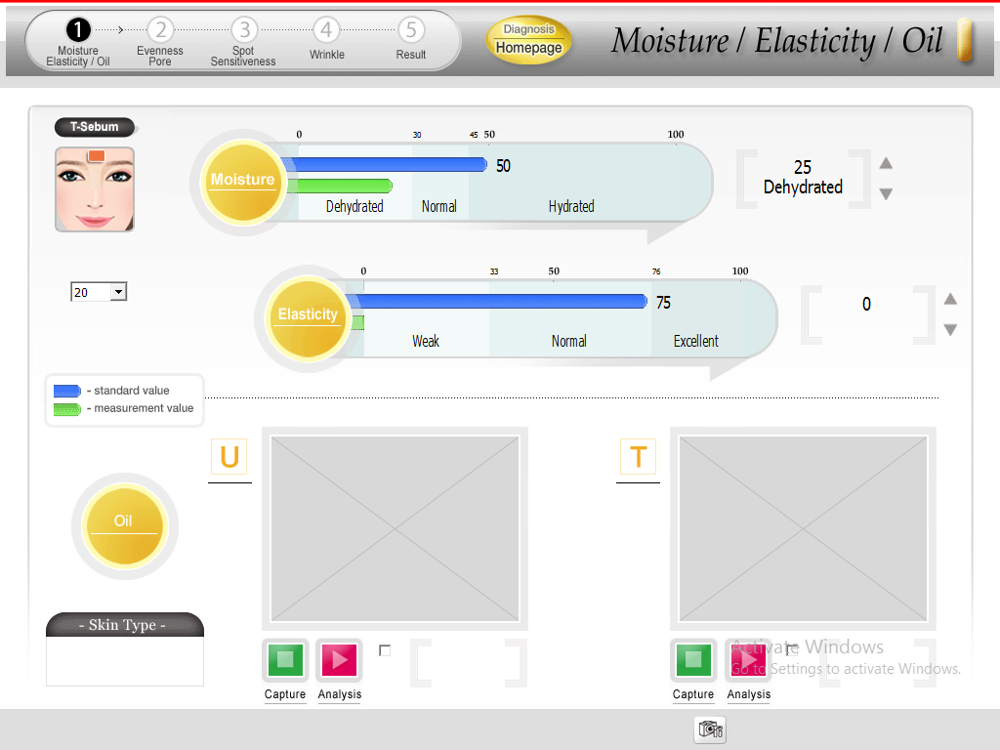 1 2 3 4 5
Moisture
Elasticity / Oil
Evenness
Pore
Spot
Sensitiveness
Wrinkle
Result
Diagnosis
Homepage
Moisture / Elasticity / Oil
T-Sebum
0 30 45 50 100
Moisture
50
Dehydrated Normal Hydrated
25
Dehydrated
20
0 33 50 76 100
Elasticity
75
Weak Normal Excellent
0
- standard value
- measurement value
U
T
Oil
- Skin Type -
Capture Analysis
Capture Analysis
Activate Windows
Go to Settings to activate Windows.